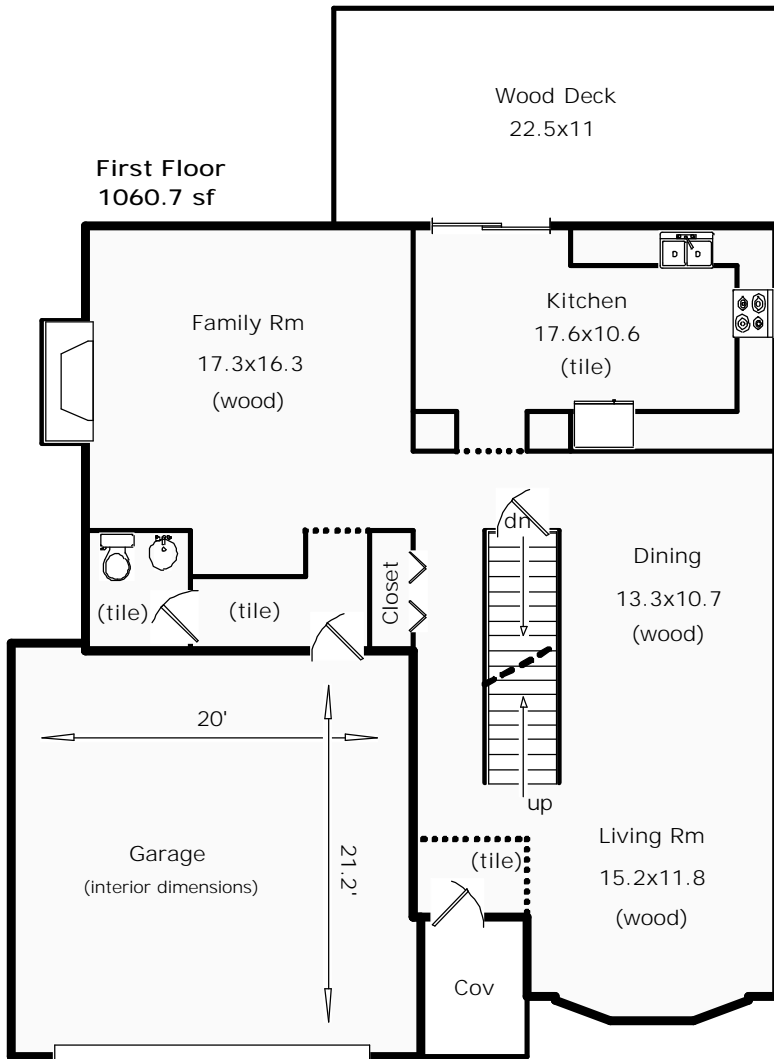 Wood Deck
22.5x11
First Floor
1060.7 sf
Family Rm
17.3x16.3
(wood)
Kitchen
17.6x10.6
(tile)
D D
dn
Dining
13.3x10.7
(wood)
(tile)
(tile)
Closet
20'
21.2'
up
Garage
(interior dimensions)
(tile)
Living Rm
15.2x11.8
(wood)
Cov